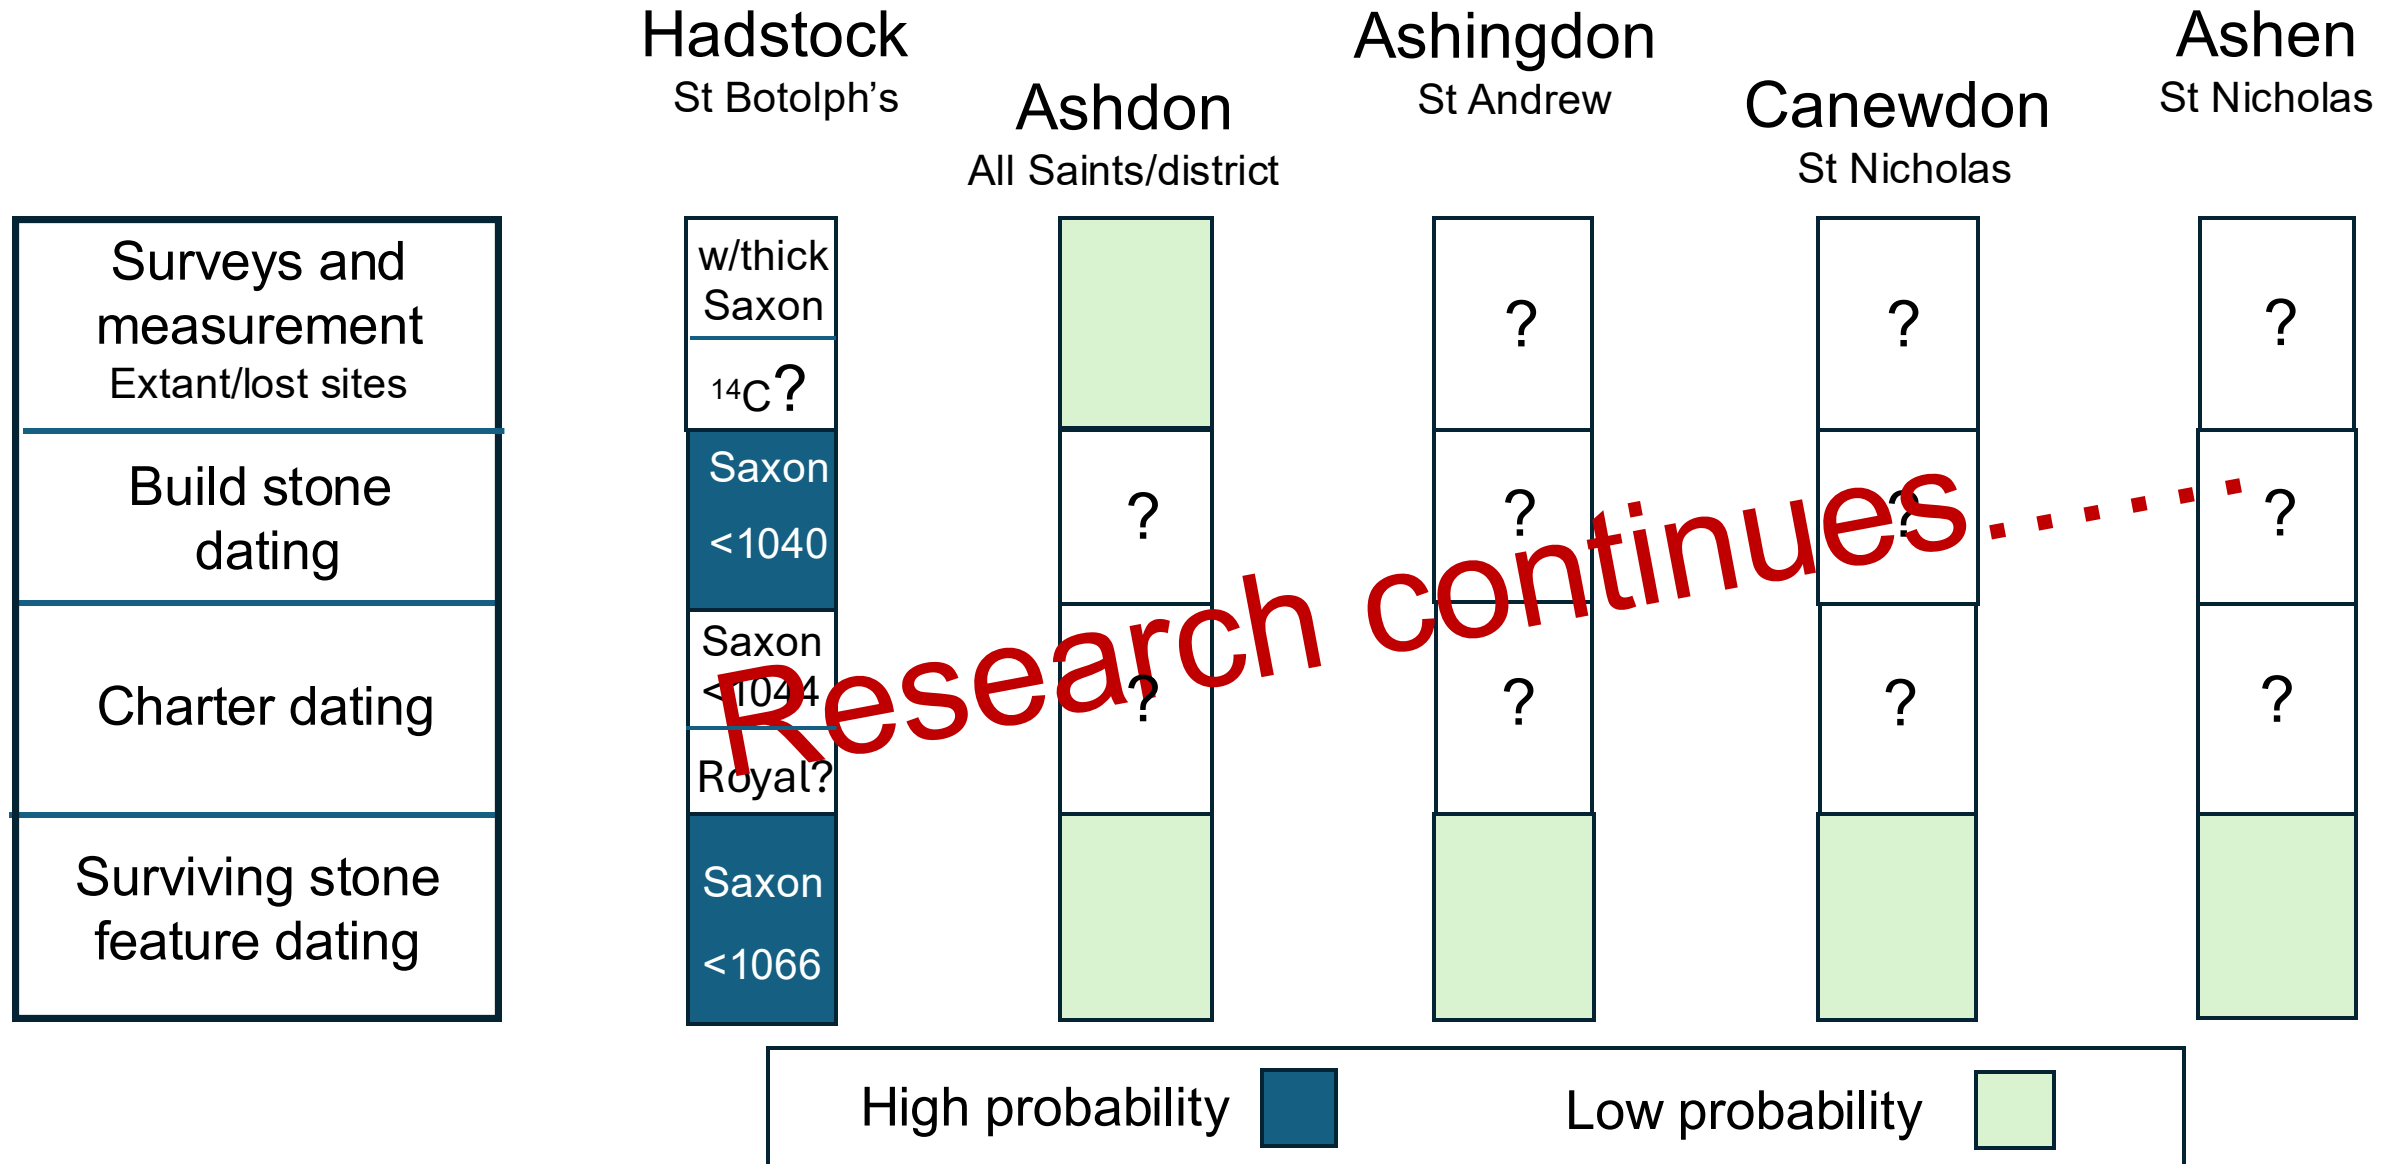 Hadstock
St Botolph’s
Ashdon
All Saints/district
Ashingdon
St Andrew
Canewdon
St Nicholas
Ashen
St Nicholas
Surveys and
measurement
Extant/lost sites
w/thick
Saxon
¹⁴C?
?
?
?
Build stone
dating
Saxon
<1040
?
?
?
?
Charter dating
Saxon
<1044
Royal?
?
?
?
?
Research continues......
Surviving stone
feature dating
Saxon
<1066
High probability
Low probability